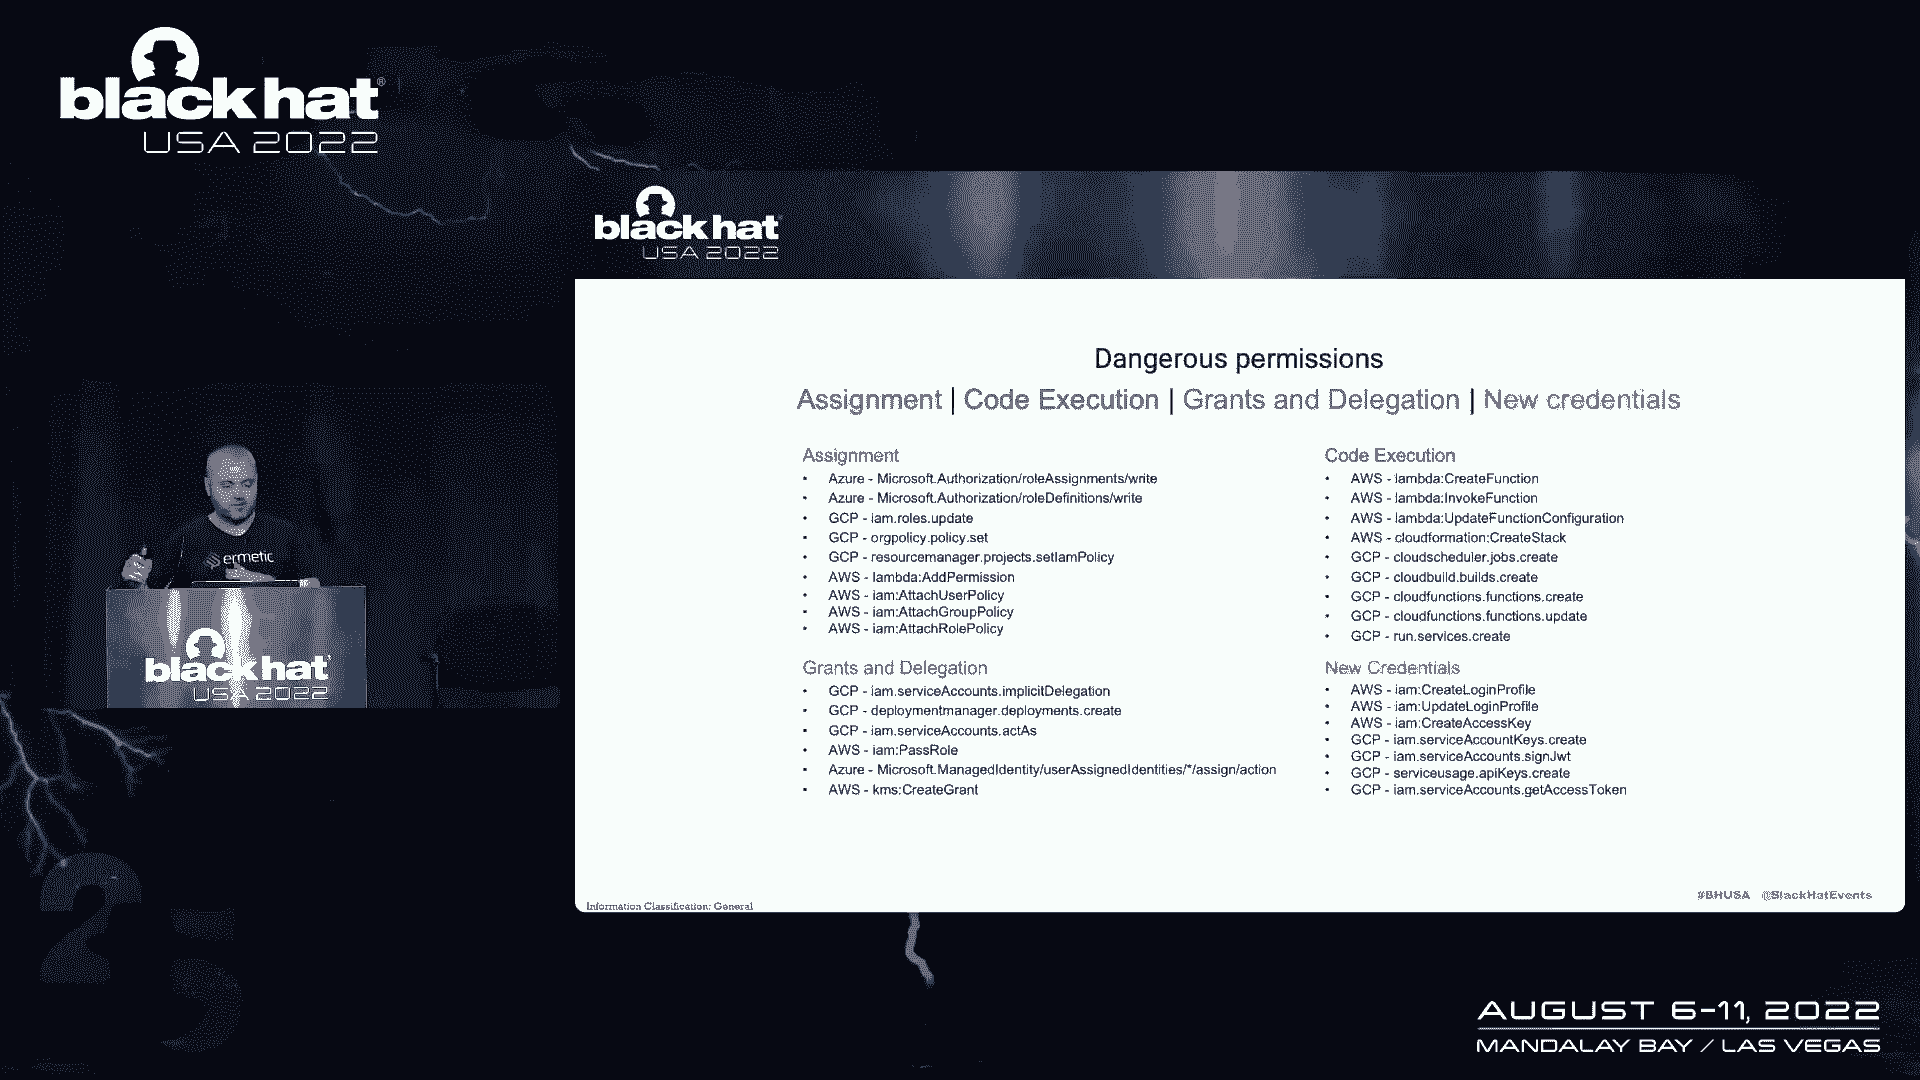 black hat®
USA 2022
black hat
USA 2022
Dangerous permissions
Assignment | Code Execution | Grants and Delegation | New credentials
Assignment
• Azure - Microsoft.Authorization/roleAssignments/write
• Azure - Microsoft.Authorization/roleDefinitions/write
• GCP - iam.roles.update
• GCP - orgpolicy.policy.set
• GCP - resourcemanager.projects.setIamPolicy
• AWS - lambda:AddPermission
• AWS - iam:AttachUserPolicy
• AWS - iam:AttachGroupPolicy
• AWS - iam:AttachRolePolicy
Code Execution
• AWS - lambda:CreateFunction
• AWS - lambda:InvokeFunction
• AWS - lambda:UpdateFunctionConfiguration
• AWS - cloudformation:CreateStack
• GCP - cloudscheduler.jobs.create
• GCP - cloudbuild.builds.create
• GCP - cloudfunctions.functions.create
• GCP - cloudfunctions.functions.update
• GCP - run.services.create
Grants and Delegation
• GCP - iam.serviceAccounts.implicitDelegation
• GCP - deploymentmanager.deployments.create
• GCP - iam.serviceAccounts.actAs
• AWS - iam:PassRole
• Azure - Microsoft.ManagedIdentity/userAssignedIdentities/*/assign/action
• AWS - kms:CreateGrant
New Credentials
• AWS - iam:CreateLoginProfile
• AWS - iam:UpdateLoginProfile
• AWS - iam:CreateAccessKey
• GCP - iam.serviceAccountKeys.create
• GCP - iam.serviceAccounts.signJwt
• GCP - serviceusage.apiKeys.create
• GCP - iam.serviceAccounts.getAccessToken
Information Classification: General
#BHUSA @BlackHatEvents
ermetic
black hat
USA 2022
25
AUGUST 6-11, 2022
MANDALAY BAY / LAS VEGAS